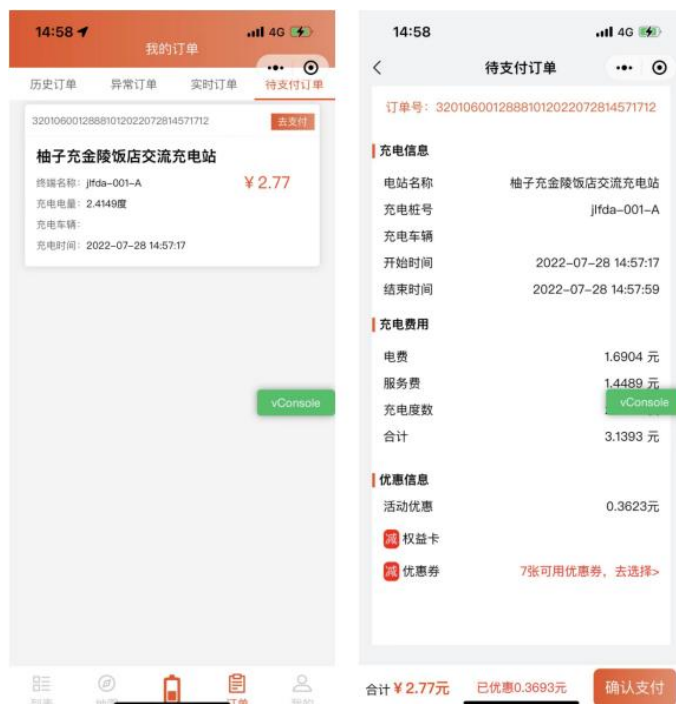 14:58
4G
我的订单
历史订单
异常订单
实时订单
待支付订单
32010600128881012022072814571712
去支付
柚子充金陵饭店交流充电站
终端名称: jlfda-001-A
¥ 2.77
充电电量: 2.4149度
充电车辆:
充电时间: 2022-07-28 14:57:17
vConsole
订单
14:58
4G
待支付订单
订单号: 32010600128881012022072814571712
充电信息
电站名称 柚子充金陵饭店交流充电站
充电桩号 jlfda-001-A
充电车辆
开始时间 2022-07-28 14:57:17
结束时间 2022-07-28 14:57:59
充电费用
电费 1.6904 元
服务费 1.4489 元
充电度数
vConsole
合计 3.1393 元
优惠信息
活动优惠 0.3623元
减 权益卡
减 优惠券 7张可用优惠券，去选择>
合计 ¥ 2.77元 已优惠0.3693元 确认支付